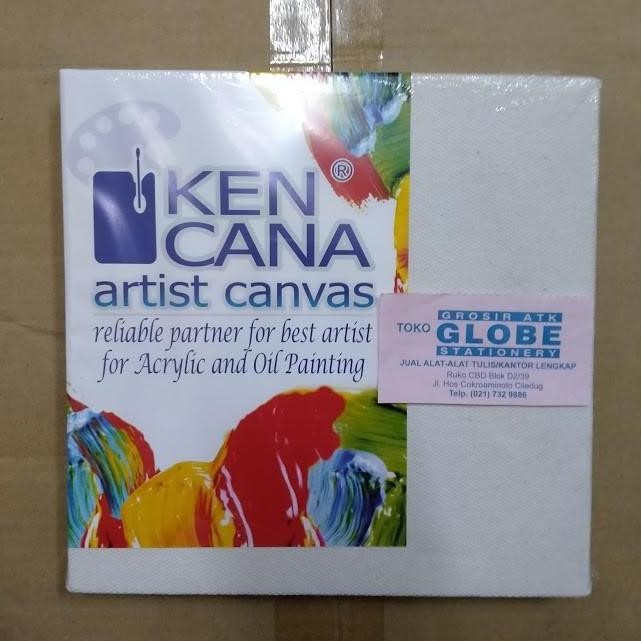 KEN ®
CANA
artist canvas
reliable partner for best artist
for Acrylic and Oil Painting
GROSIR ATK
TOKO GLOBE
STATIONERY
JUAL ALAT-ALAT TULIS/KANTOR LENGKAP
Ruko CBD Blok D2/39
Jl. Hos Cokroaminoto Ciledug
Telp. (021) 732 9886